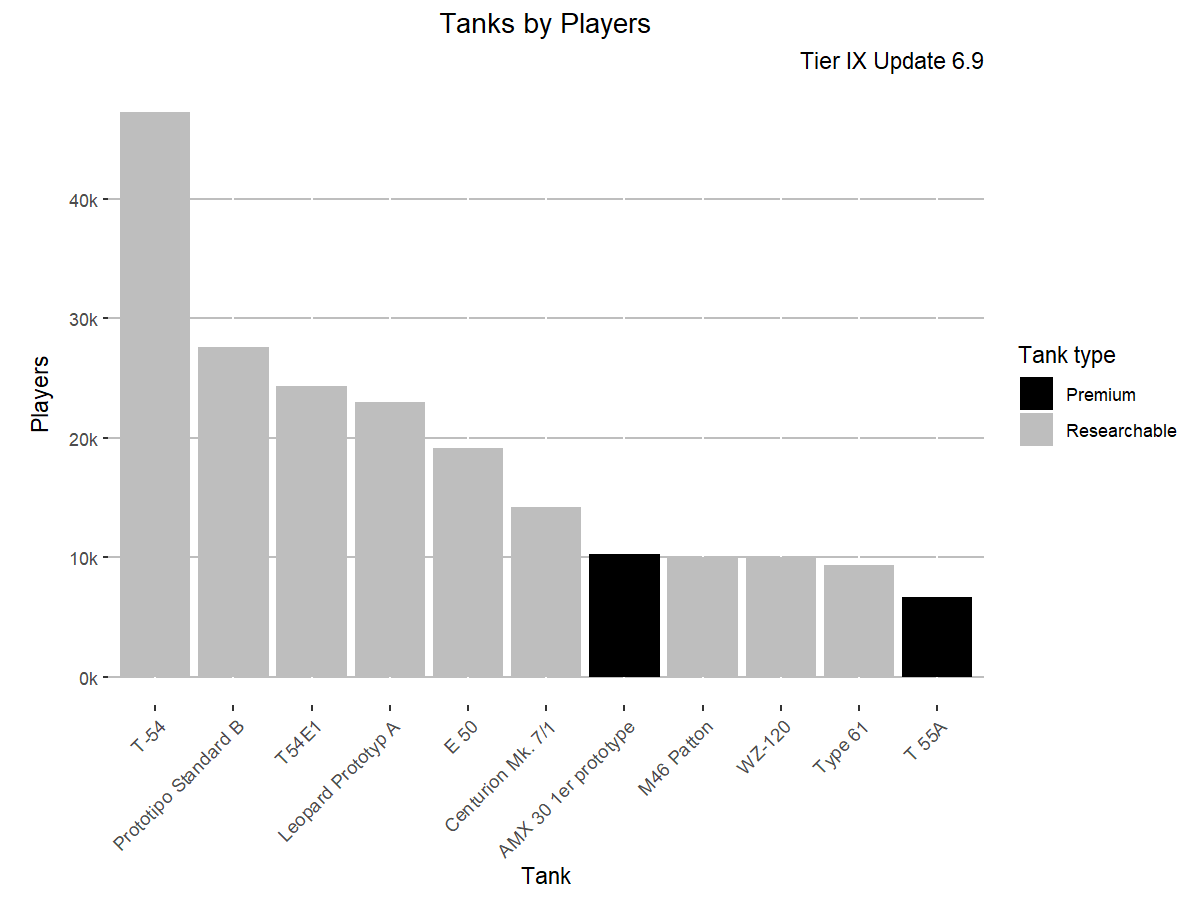 Tanks by Players
Tier IX Update 6.9
40k
30k
20k
10k
0k
Players
T-54
Prototipo Standard B
T54E1
Leopard Prototyp A
E 50
Centurion Mk. 7/1
AMX 30 1er prototype
M46 Patton
WZ-120
Type 61
T 55A
Tank
Tank type
Premium
Researchable